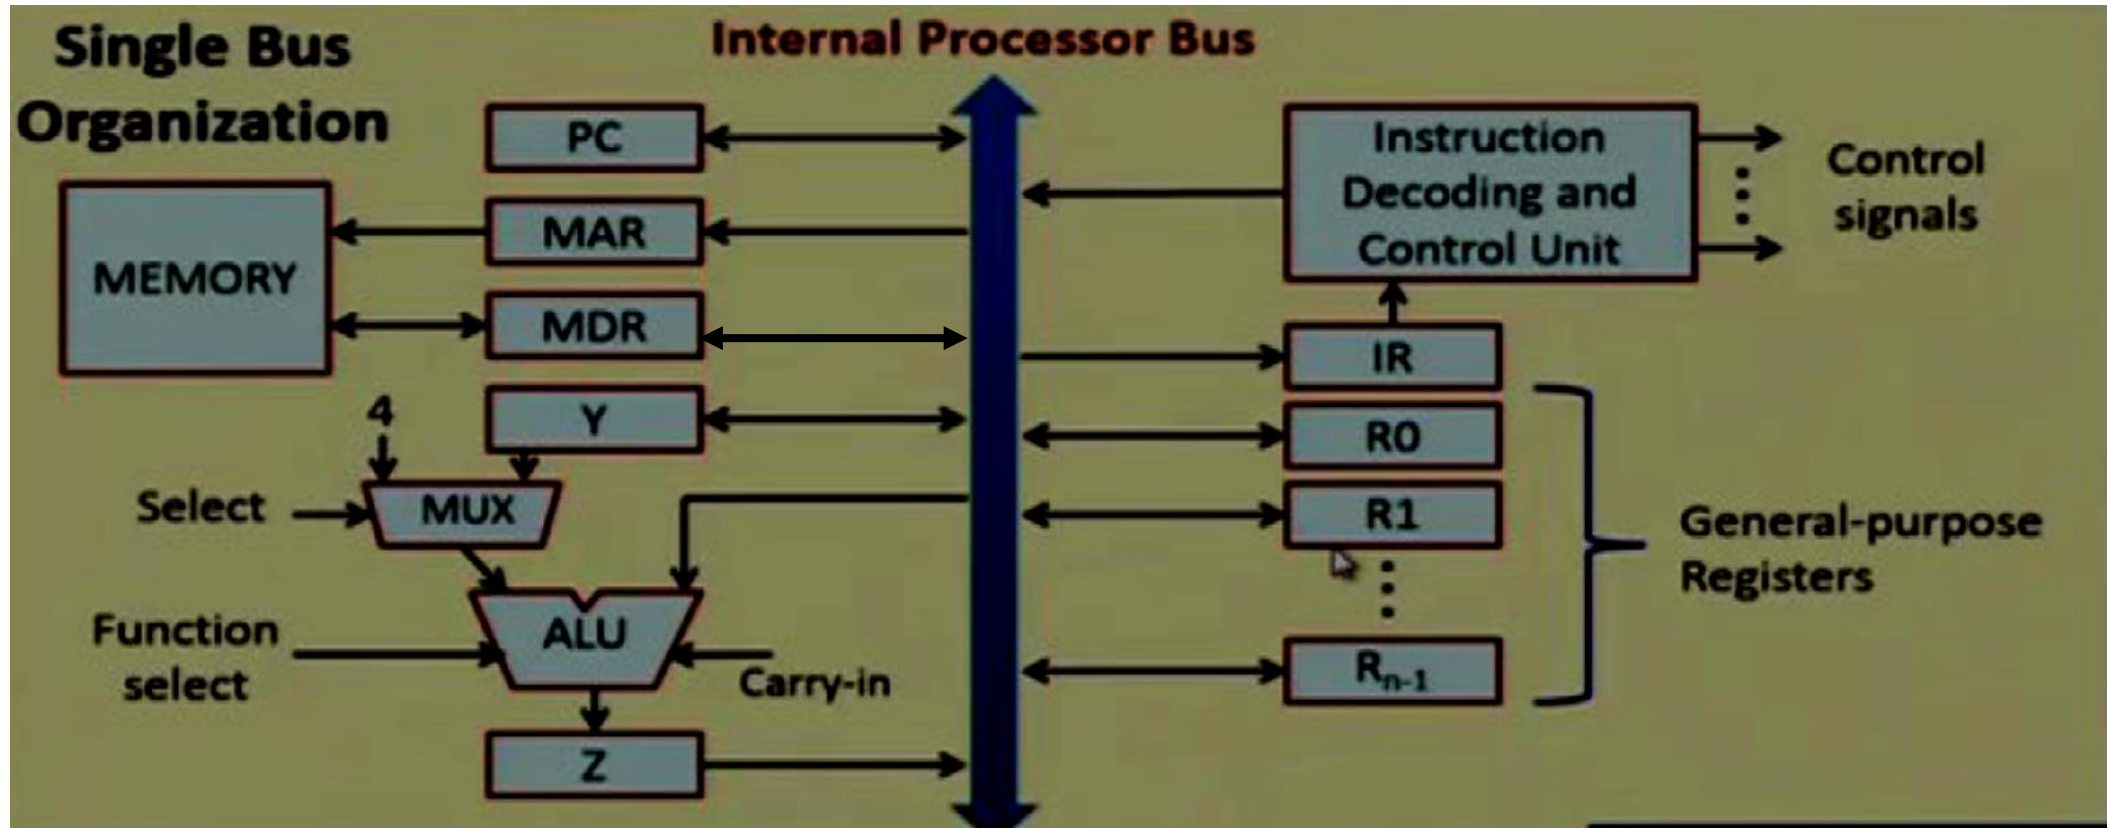 Single Bus
Organization
Internal Processor Bus
PC
MAR
MDR
MEMORY
Y
4
Select
MUX
Function
select
ALU
Carry-in
Z
Instruction
Decoding and
Control Unit
Control
signals
IR
R0
R1
Rn-1
General-purpose
Registers